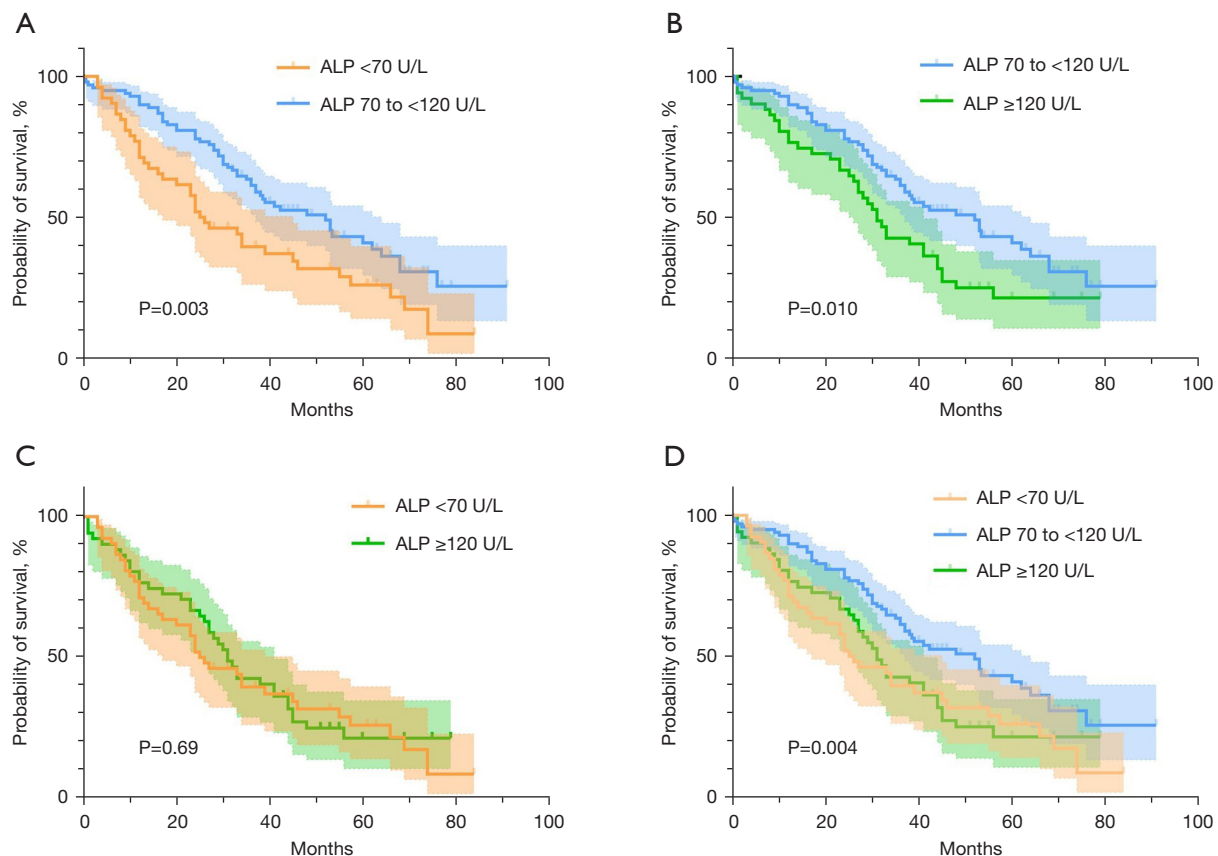 A
ALP <70 U/L
ALP 70 to <120 U/L
Probability of survival, %
100
50
0
P=0.003
0 20 40 60 80 100
Months
B
ALP 70 to <120 U/L
ALP ≥120 U/L
Probability of survival, %
100
50
0
P=0.010
0 20 40 60 80 100
Months
C
ALP <70 U/L
ALP ≥120 U/L
Probability of survival, %
100
50
0
P=0.69
0 20 40 60 80 100
Months
D
ALP <70 U/L
ALP 70 to <120 U/L
ALP ≥120 U/L
Probability of survival, %
100
50
0
P=0.004
0 20 40 60 80 100
Months